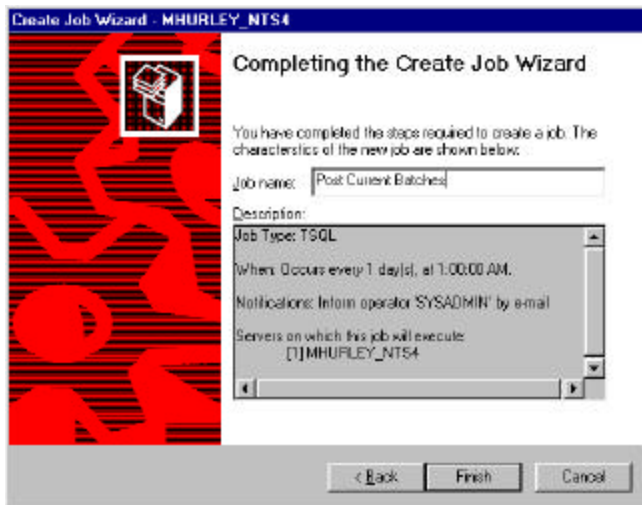 Create Job Wizard - MHURLEY_NTS4
Completing the Create Job Wizard
You have completed the steps required to create a job. The
characterstics of the new job are shown below:
Job name: Post Current Batches
Description:
Job Type: TSQL
When: Occurs every 1 day(s), at 1:00:00 AM.
Notifications: Inform operator 'SYSADMIN' by e-mail
Servers on which this job will execute:
[1] MHURLEY_NTS4
< Back Finish Cancel